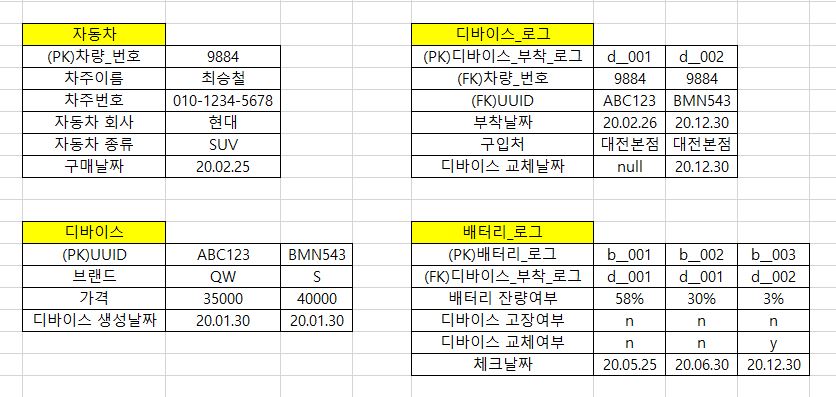 자동차
(PK)차량_번호 9884
차주이름 최승철
차주번호 010-1234-5678
자동차 회사 현대
자동차 종류 SUV
구매날짜 20.02.25
디바이스_로그
(PK)디바이스_부착_로그 d__001 d__002
(FK)차량_번호 9884 9884
(FK)UUID ABC123 BMN543
부착날짜 20.02.26 20.12.30
구입처 대전본점 대전본점
디바이스 교체날짜 null 20.12.30
디바이스
(PK)UUID ABC123 BMN543
브랜드 QW S
가격 35000 40000
디바이스 생성날짜 20.01.30 20.01.30
배터리_로그
(PK)배터리_로그 b__001 b__002 b__003
(FK)디바이스_부착_로그 d__001 d__001 d__002
배터리 잔량여부 58% 30% 3%
디바이스 고장여부 n n n
디바이스 교체여부 n n y
체크날짜 20.05.25 20.06.30 20.12.30